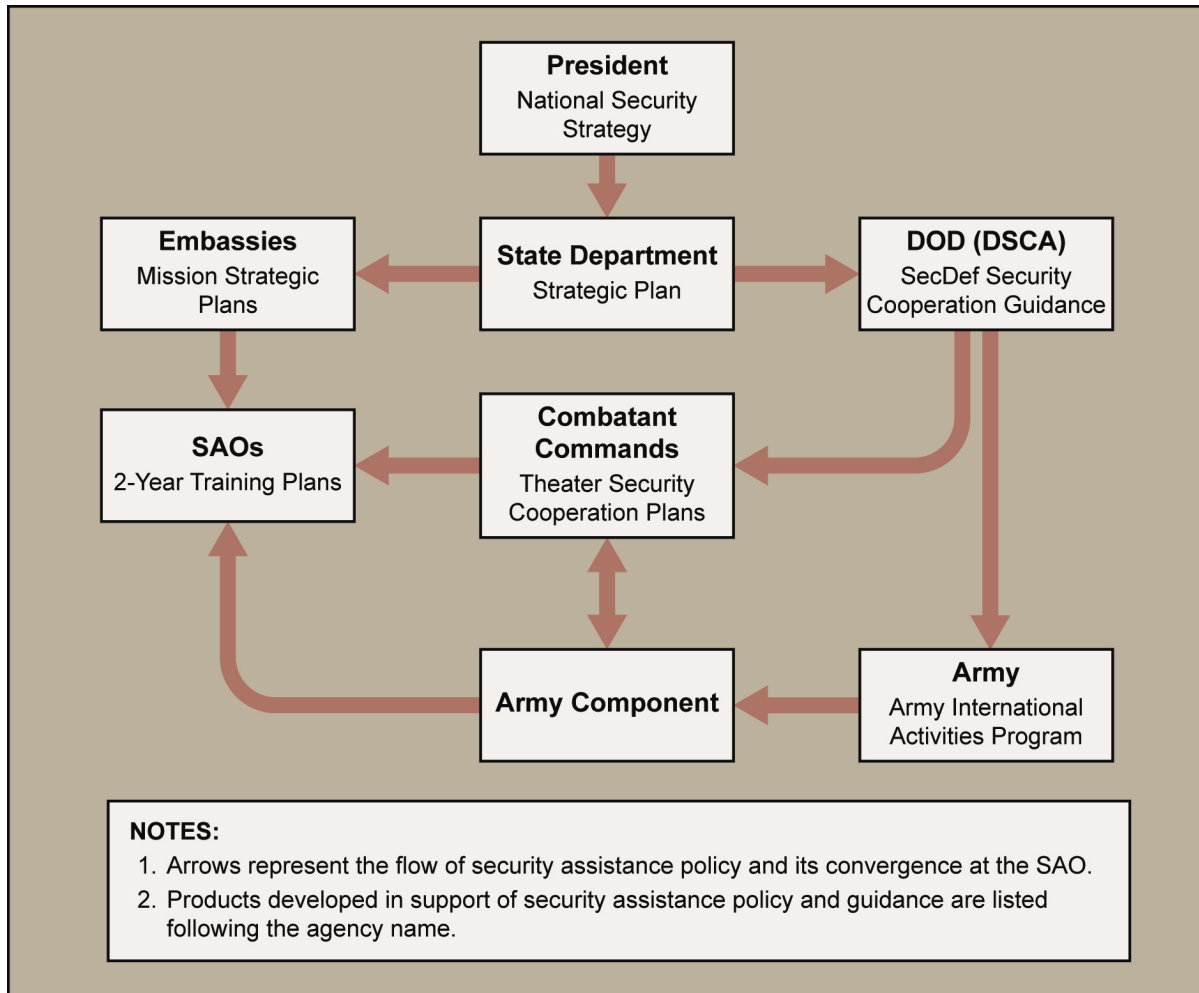 President
National Security
Strategy
Embassies
Mission Strategic
Plans
State Department
Strategic Plan
DOD (DSCA)
SecDef Security
Cooperation Guidance
SAOs
2-Year Training Plans
Combatant
Commands
Theater Security
Cooperation Plans
Army Component
Army
Army International
Activities Program
NOTES:
1. Arrows represent the flow of security assistance policy and its convergence at the SAO.
2. Products developed in support of security assistance policy and guidance are listed
following the agency name.